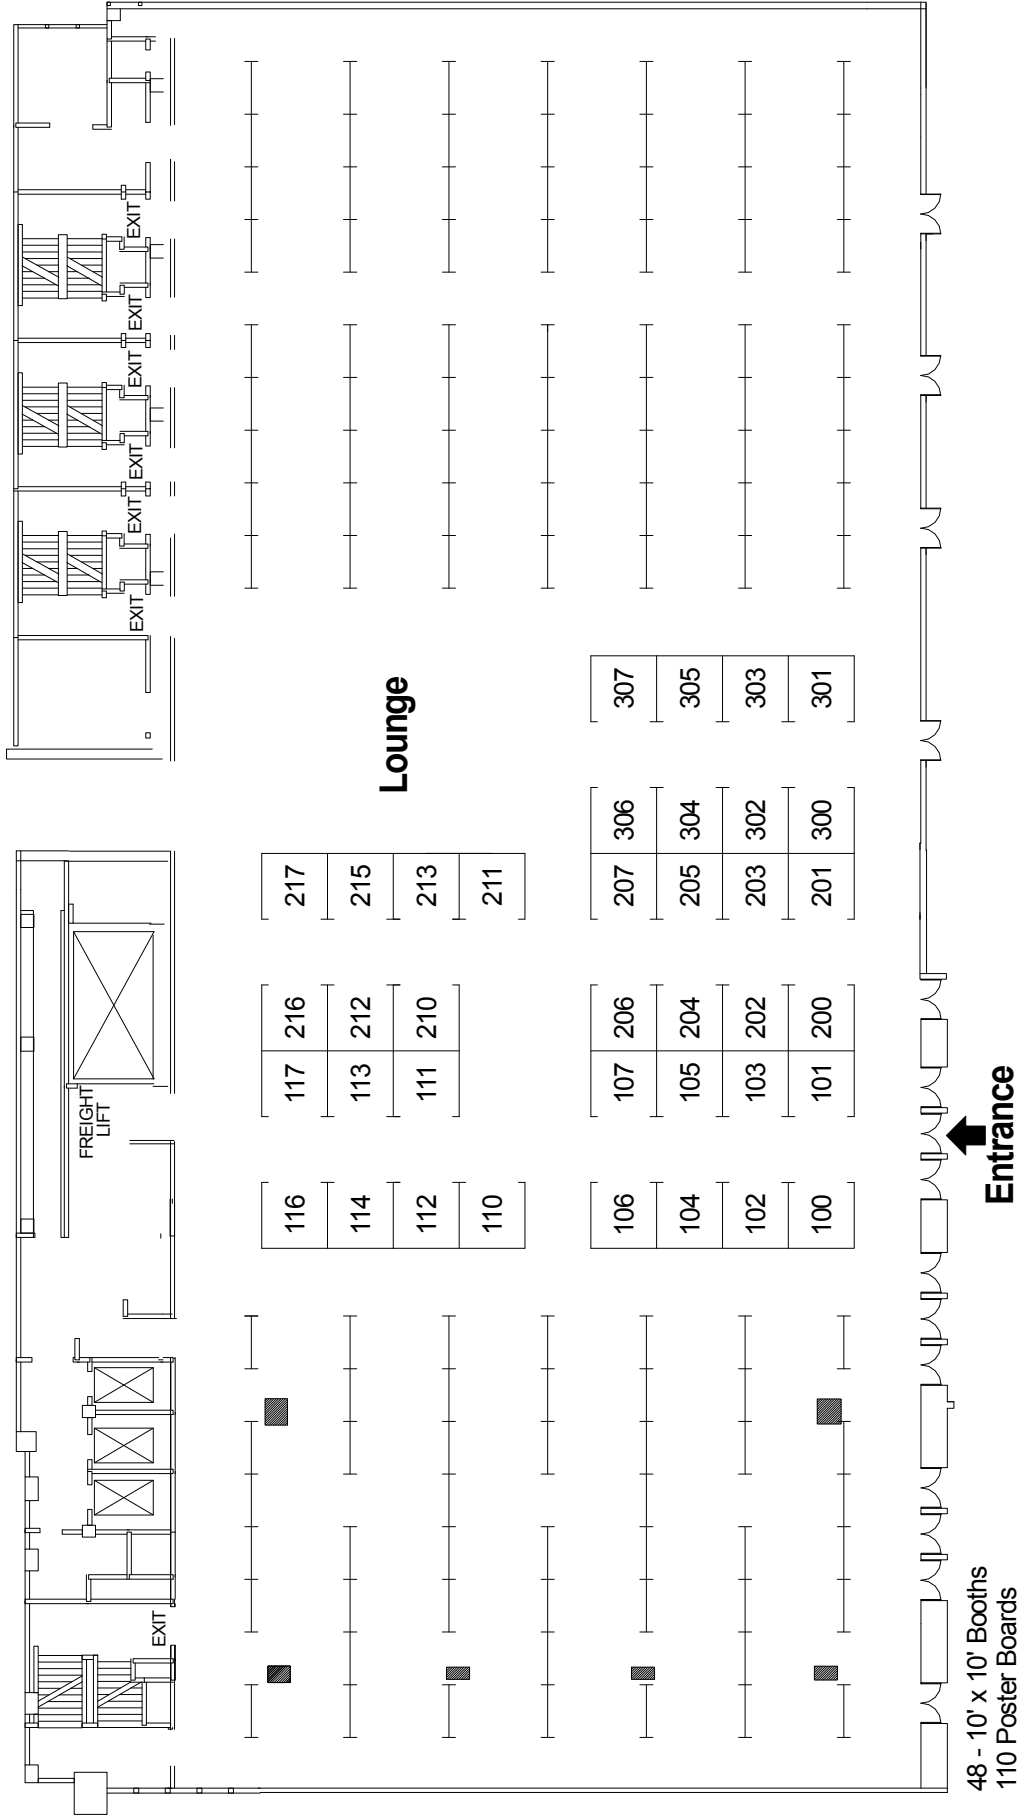 FREIGHT
LIFT
EXIT
EXIT
EXIT
EXIT
EXIT
EXIT
EXIT
116 117 216 217
114 113 212 215
Lounge
112 111 210 213
110 211
106 107 206 207 306 307
104 105 204 205 304 305
102 103 202 203 302 303
100 101 200 201 300 301
Entrance
48 - 10' x 10' Booths
110 Poster Boards